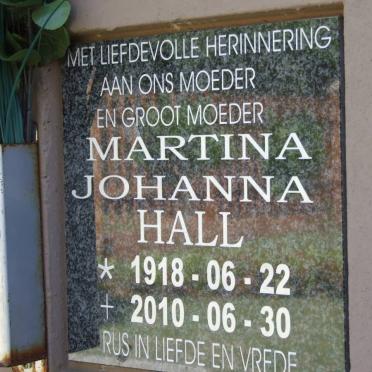 MET LIEFDEVOLLE HERINNERING
AAN ONS MOEDER
EN GROOT MOEDER
MARTINA
JOHANNA
HALL
* 1918 - 06 - 22
+ 2010 - 06 - 30
RUS IN LIEFDE EN VREDE